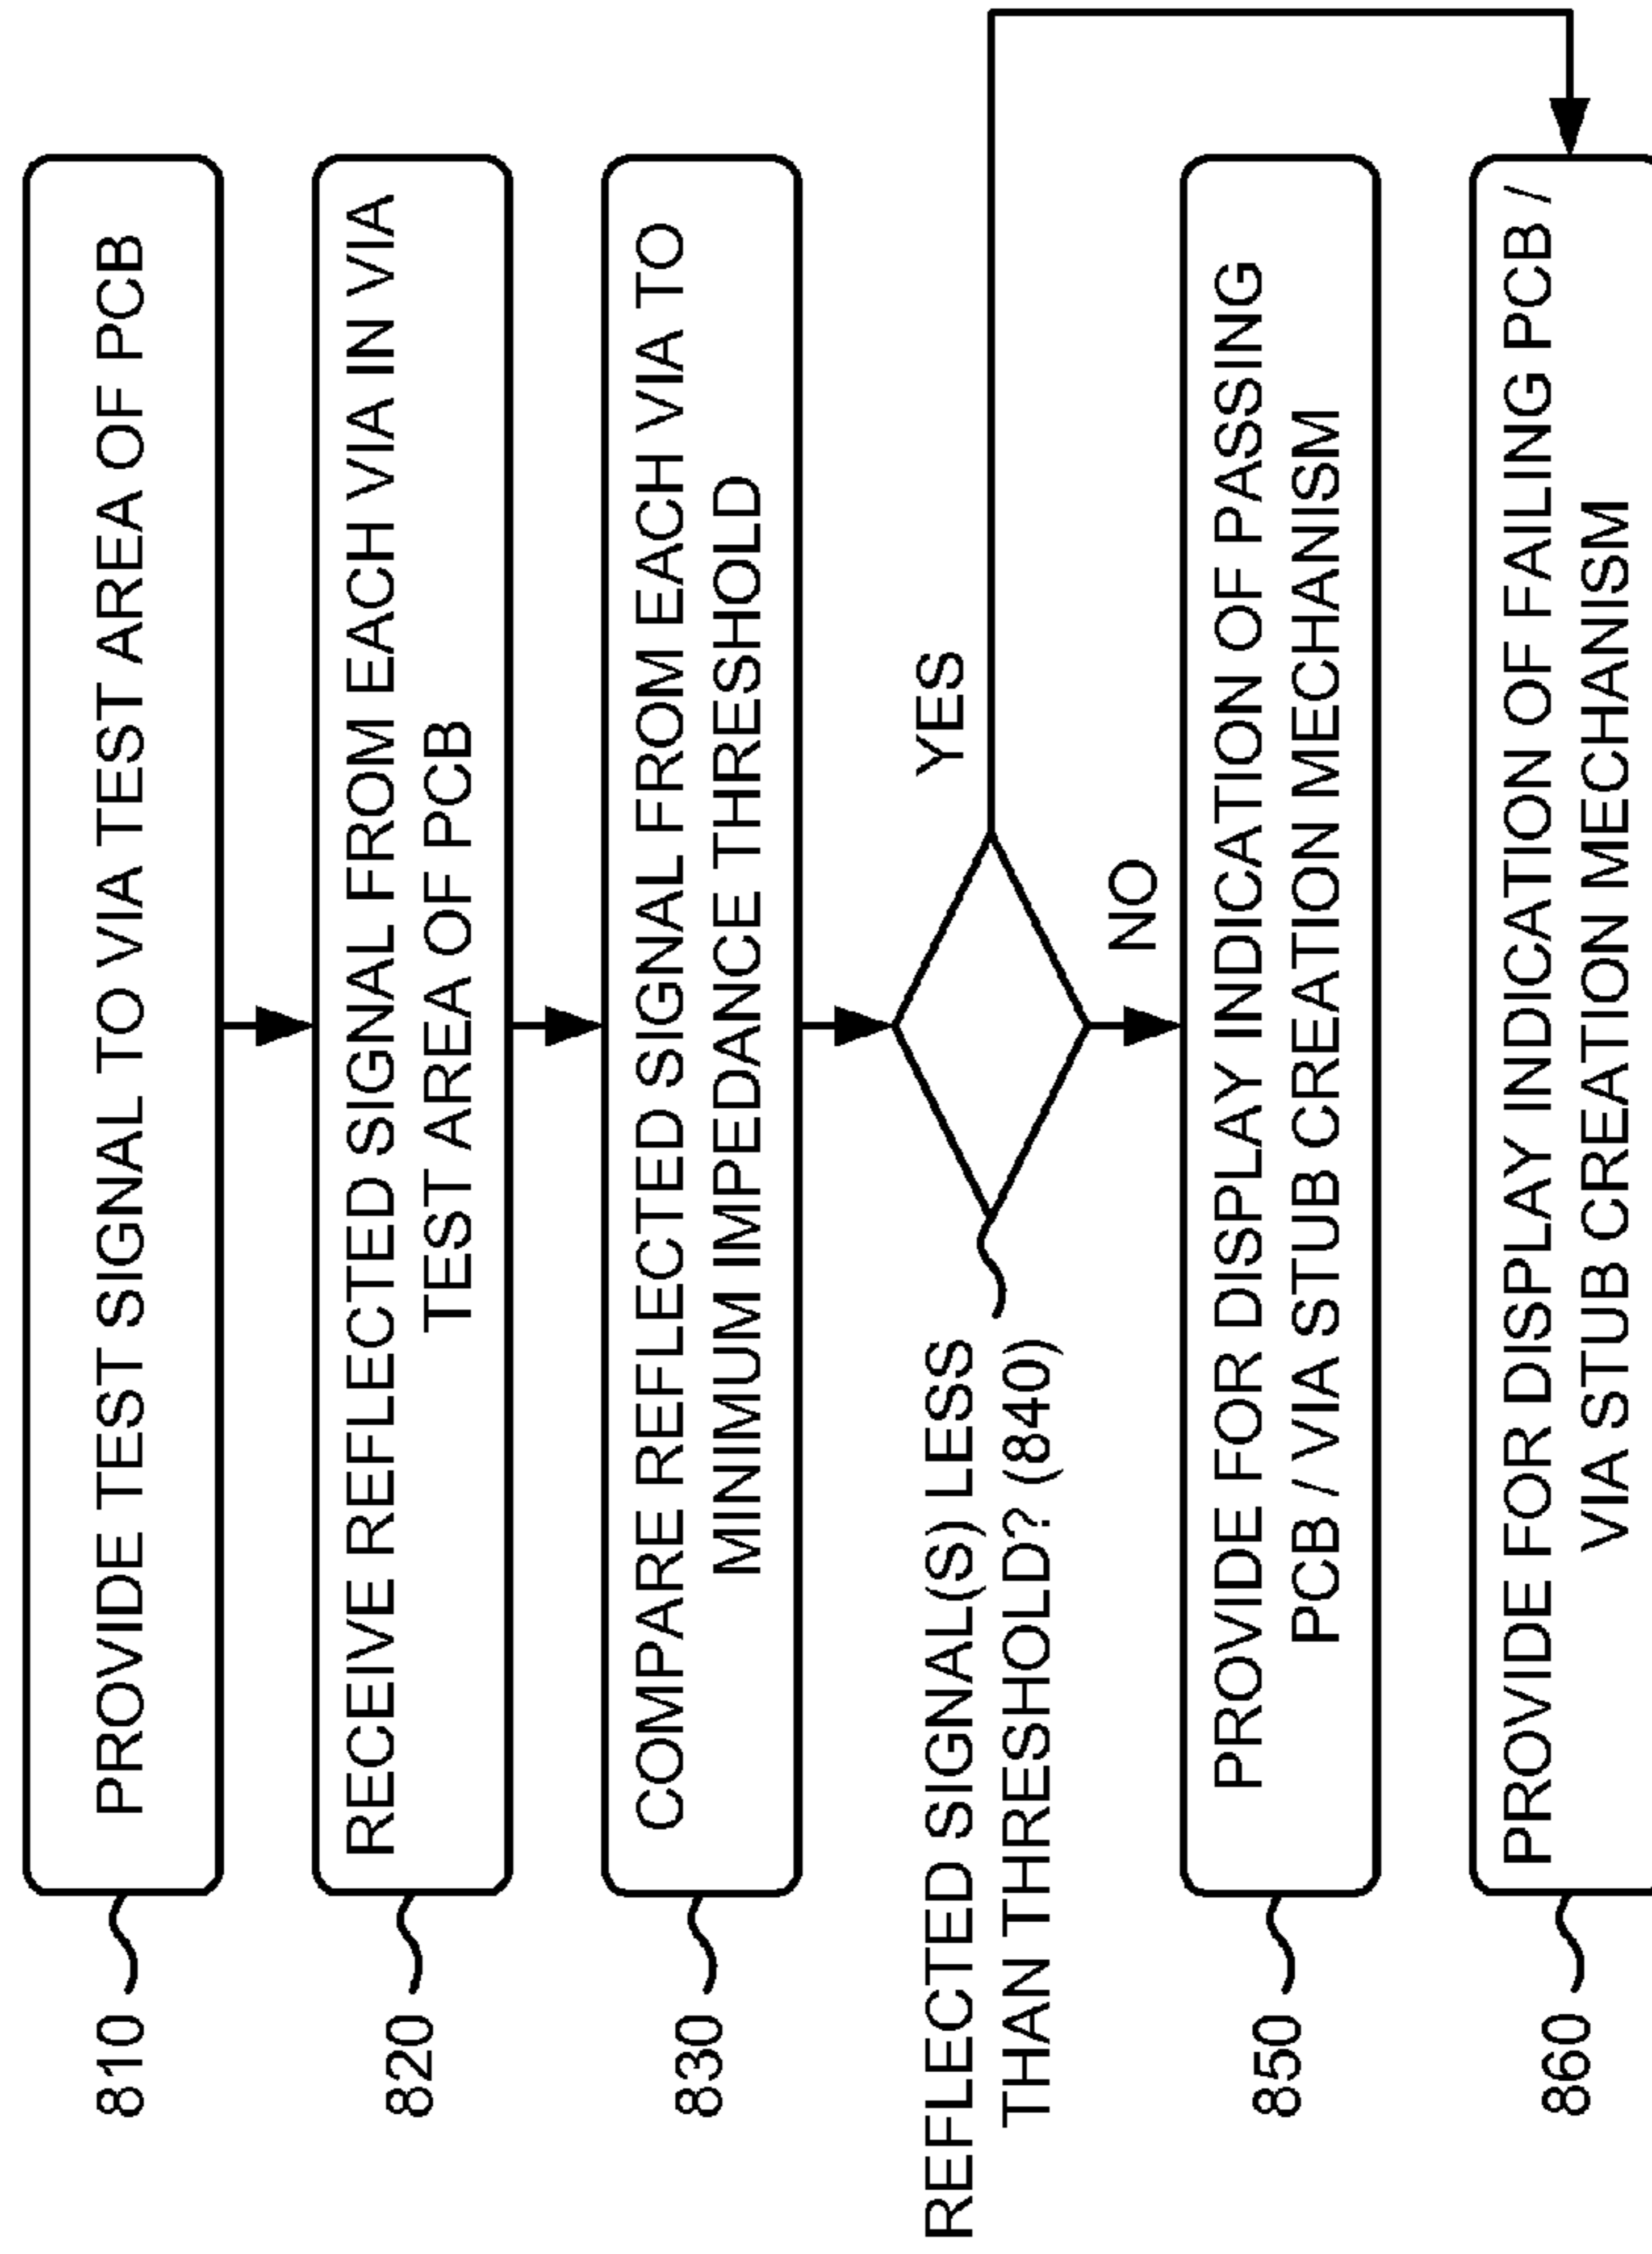 810
PROVIDE TEST SIGNAL TO VIA TEST AREA OF PCB
820
RECEIVE REFLECTED SIGNAL FROM EACH VIA IN VIA
TEST AREA OF PCB
830
COMPARE REFLECTED SIGNAL FROM EACH VIA TO
MINIMUM IMPEDANCE THRESHOLD
REFLECTED SIGNAL(S) LESS
THAN THRESHOLD? (840)
YES
NO
850
PROVIDE FOR DISPLAY INDICATION OF PASSING
PCB / VIA STUB CREATION MECHANISM
860
PROVIDE FOR DISPLAY INDICATION OF FAILING PCB /
VIA STUB CREATION MECHANISM